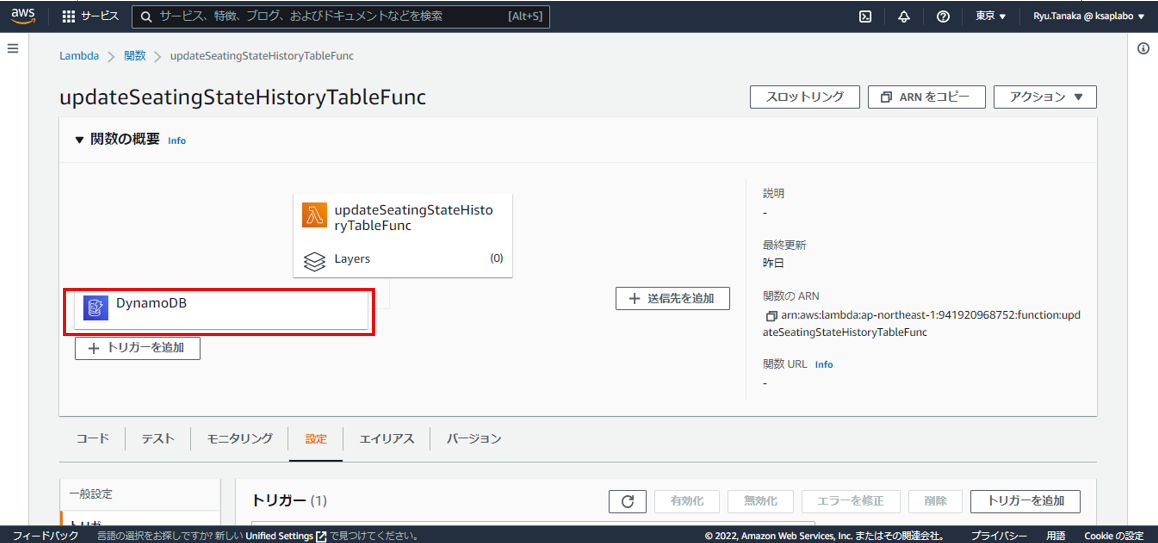 aws
サービス
サービス、特徴、ブログ、およびドキュメントなどを検索 [Alt+S]
東京 ▼
Ryu.Tanaka @ ksaplabo ▼
Lambda > 関数 > updateSeatingStateHistoryTableFunc
updateSeatingStateHistoryTableFunc
スロットリング
ARN をコピー
アクション ▼
▼ 関数の概要 Info
updateSeatingStateHisto
ryTableFunc
Layers (0)
DynamoDB
+ トリガーを追加
+ 送信先を追加
説明
-
最終更新
昨日
関数の ARN
arn:aws:lambda:ap-northeast-1:941920968752:function:upd
ateSeatingStateHistoryTableFunc
関数 URL Info
-
コード
テスト
モニタリング
設定
エイリアス
バージョン
一般設定
トリガー
トリガー (1)
有効化
無効化
エラーを修正
削除
トリガーを追加
フィードバック
言語の選択をお探しですか? 新しい Unified Settings で見つけてください。
© 2022, Amazon Web Services, Inc. またはその関連会社。
プライバシー
用語
Cookie の設定